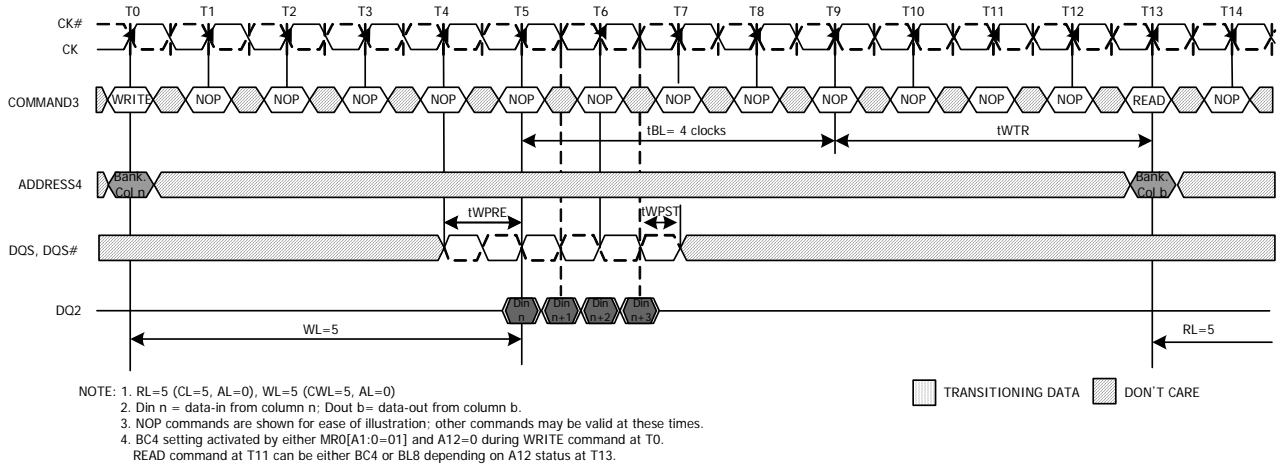 T0 T1 T2 T3 T4 T5 T6 T7 T8 T9 T10 T11 T12 T13 T14
CK#
CK
COMMAND3 WRITE NOP NOP NOP NOP NOP NOP NOP NOP NOP NOP NOP NOP READ NOP
tBL= 4 clocks tWTR
ADDRESS4 Bank. Bank.
Col n Col b
tWPRE tWPST
DQS, DQS#
DQ2 Din Din Din Din
n n+1 n+2 n+3
WL=5 RL=5
NOTE: 1. RL=5 (CL=5, AL=0), WL=5 (CWL=5, AL=0)
2. Din n = data-in from column n; Dout b= data-out from column b.
3. NOP commands are shown for ease of illustration; other commands may be valid at these times.
4. BC4 setting activated by either MR0[A1:0=01] and A12=0 during WRITE command at T0.
READ command at T11 can be either BC4 or BL8 depending on A12 status at T13.
TRANSITIONING DATA DON'T CARE